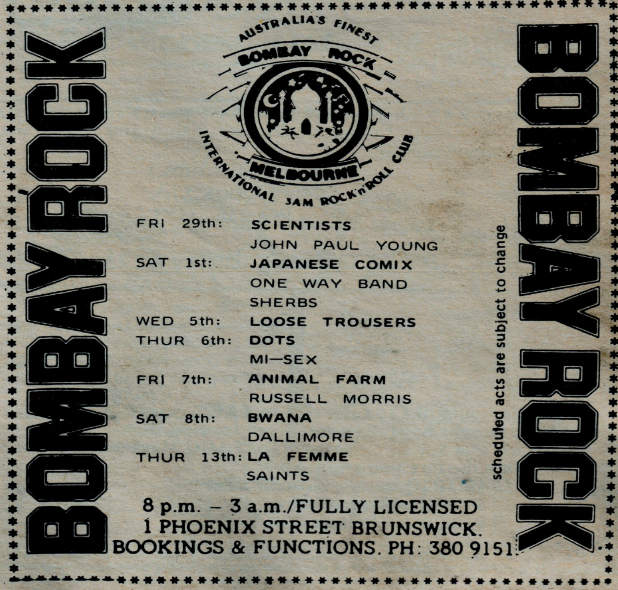 BOMBAY ROCK
AUSTRALIA'S FINEST
BOMBAY ROCK
MELBOURNE
INTERNATIONAL 3AM ROCK'n'ROLL CLUB
FRI 29th: SCIENTISTS
JOHN PAUL YOUNG
SAT 1st: JAPANESE COMIX
ONE WAY BAND
SHERBS
WED 5th: LOOSE TROUSERS
THUR 6th: DOTS
MI—SEX
FRI 7th: ANIMAL FARM
RUSSELL MORRIS
SAT 8th: BWANA
DALLIMORE
THUR 13th: LA FEMME
SAINTS
8 p.m. – 3 a.m./FULLY LICENSED
1 PHOENIX STREET BRUNSWICK.
BOOKINGS & FUNCTIONS. PH: 380 9151
scheduled acts are subject to change
BOMBAY ROCK